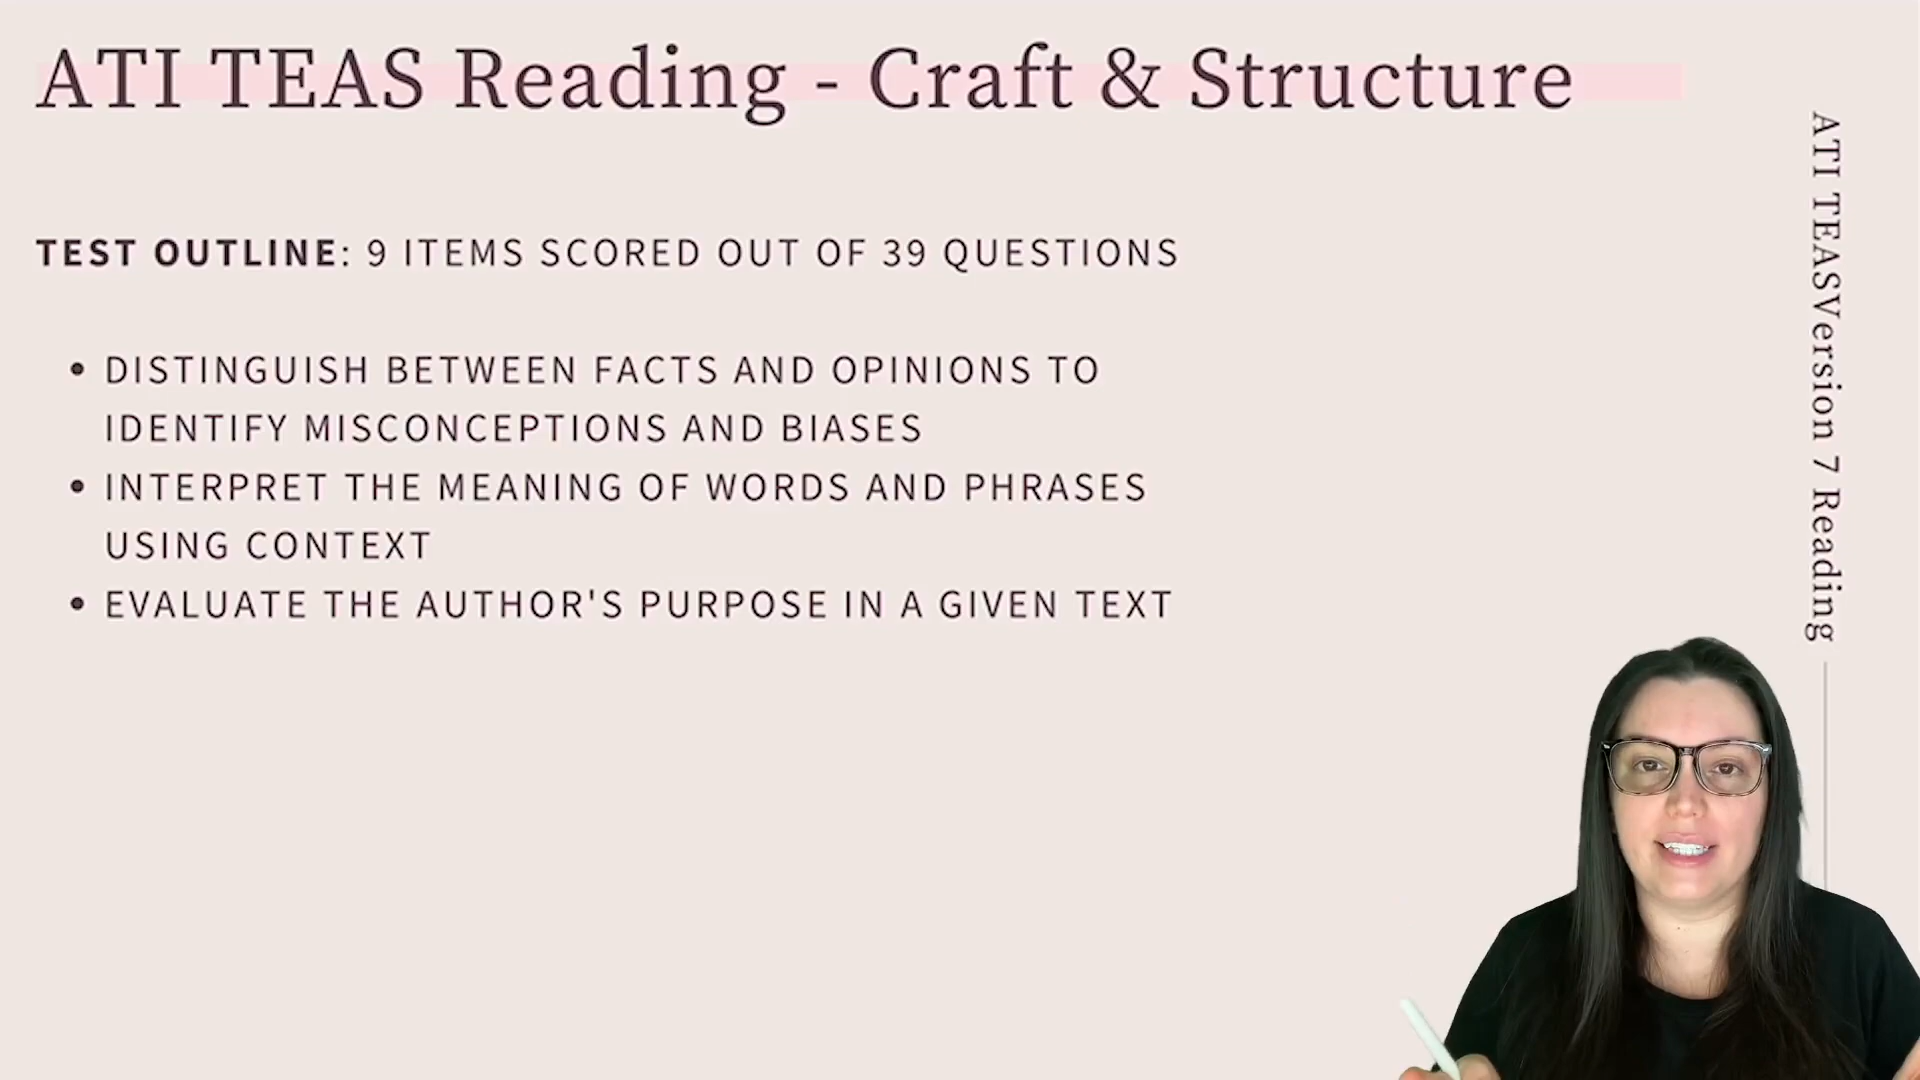 ATI TEAS Reading - Craft & Structure
TEST OUTLINE: 9 ITEMS SCORED OUT OF 39 QUESTIONS
• DISTINGUISH BETWEEN FACTS AND OPINIONS TO
IDENTIFY MISCONCEPTIONS AND BIASES
• INTERPRET THE MEANING OF WORDS AND PHRASES
USING CONTEXT
• EVALUATE THE AUTHOR'S PURPOSE IN A GIVEN TEXT
ATI TEASVersion 7 Reading